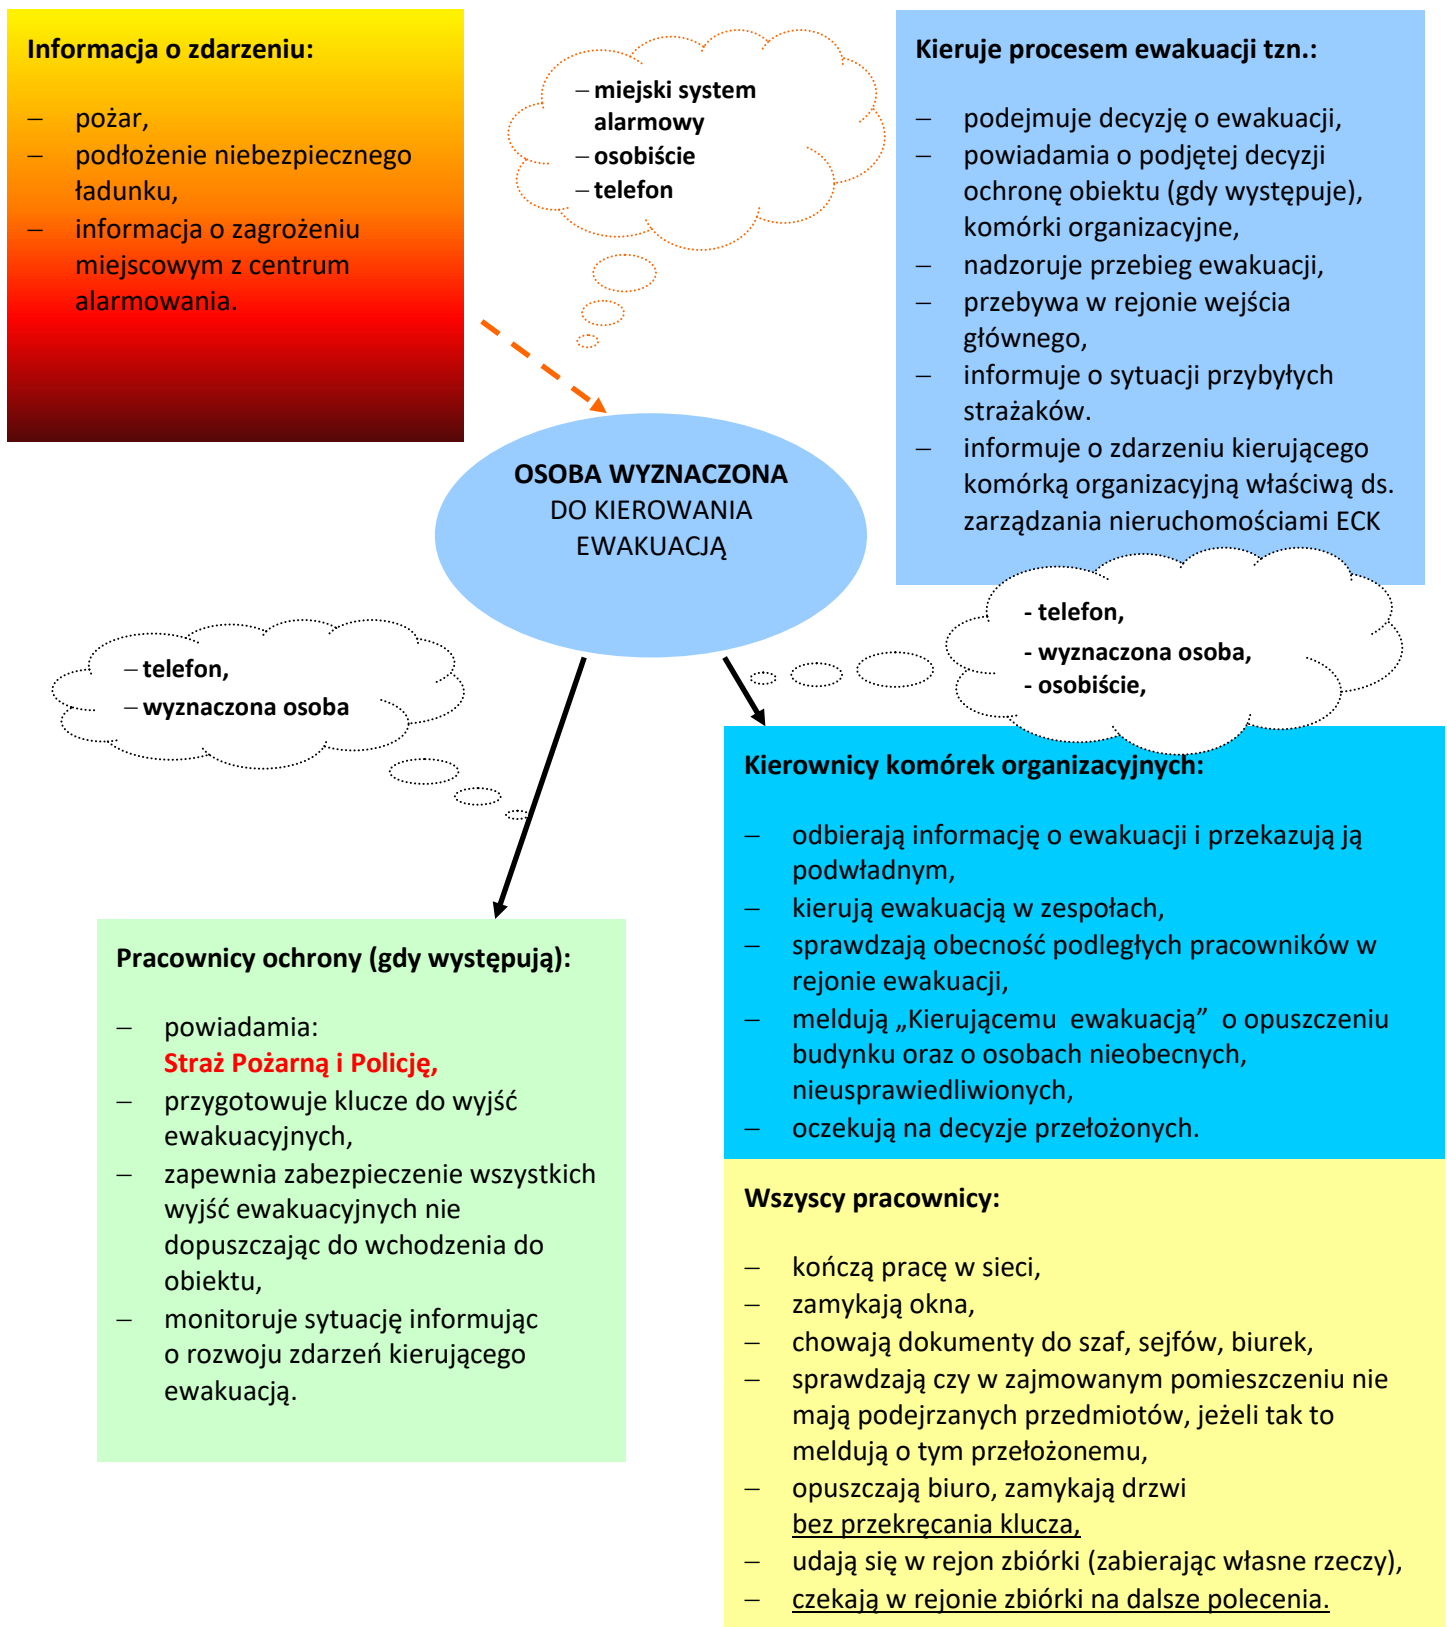 Informacja o zdarzeniu:
– pożar,
– podłożenie niebezpiecznego
ładunku,
– informacja o zagrożeniu
miejscowym z centrum
alarmowania.
– miejski system
alarmowy
– osobiście
– telefon
Kieruje procesem ewakuacji tzn.:
– podejmuje decyzję o ewakuacji,
– powiadamia o podjętej decyzji
ochronę obiektu (gdy występuje),
komórki organizacyjne,
– nadzoruje przebieg ewakuacji,
– przebywa w rejonie wejścia
głównego,
– informuje o sytuacji przybyłych
strażaków.
– informuje o zdarzeniu kierującego
komórką organizacyjną właściwą ds.
zarządzania nieruchomościami ECK
OSOBA WYZNACZONA
DO KIEROWANIA
EWAKUACJĄ
– telefon,
– wyznaczona osoba
- telefon,
- wyznaczona osoba,
- osobiście,
Pracownicy ochrony (gdy występują):
– powiadamia:
Straż Pożarną i Policję,
– przygotowuje klucze do wyjść
ewakuacyjnych,
– zapewnia zabezpieczenie wszystkich
wyjść ewakuacyjnych nie
dopuszczając do wchodzenia do
obiektu,
– monitoruje sytuację informując
o rozwoju zdarzeń kierującego
ewakuacją.
Kierownicy komórek organizacyjnych:
– odbierają informację o ewakuacji i przekazują ją
podwładnym,
– kierują ewakuacją w zespołach,
– sprawdzają obecność podległych pracowników w
rejonie ewakuacji,
– meldują „Kierującemu ewakuacją” o opuszczeniu
budynku oraz o osobach nieobecnych,
nieusprawiedliwionych,
– oczekują na decyzje przełożonych.
Wszyscy pracownicy:
– kończą pracę w sieci,
– zamykają okna,
– chowają dokumenty do szaf, sejfów, biurek,
– sprawdzają czy w zajmowanym pomieszczeniu nie
mają podejrzanych przedmiotów, jeżeli tak to
meldują o tym przełożonemu,
– opuszczają biuro, zamykają drzwi
bez przekręcania klucza,
– udają się w rejon zbiórki (zabierając własne rzeczy),
– czekają w rejonie zbiórki na dalsze polecenia.